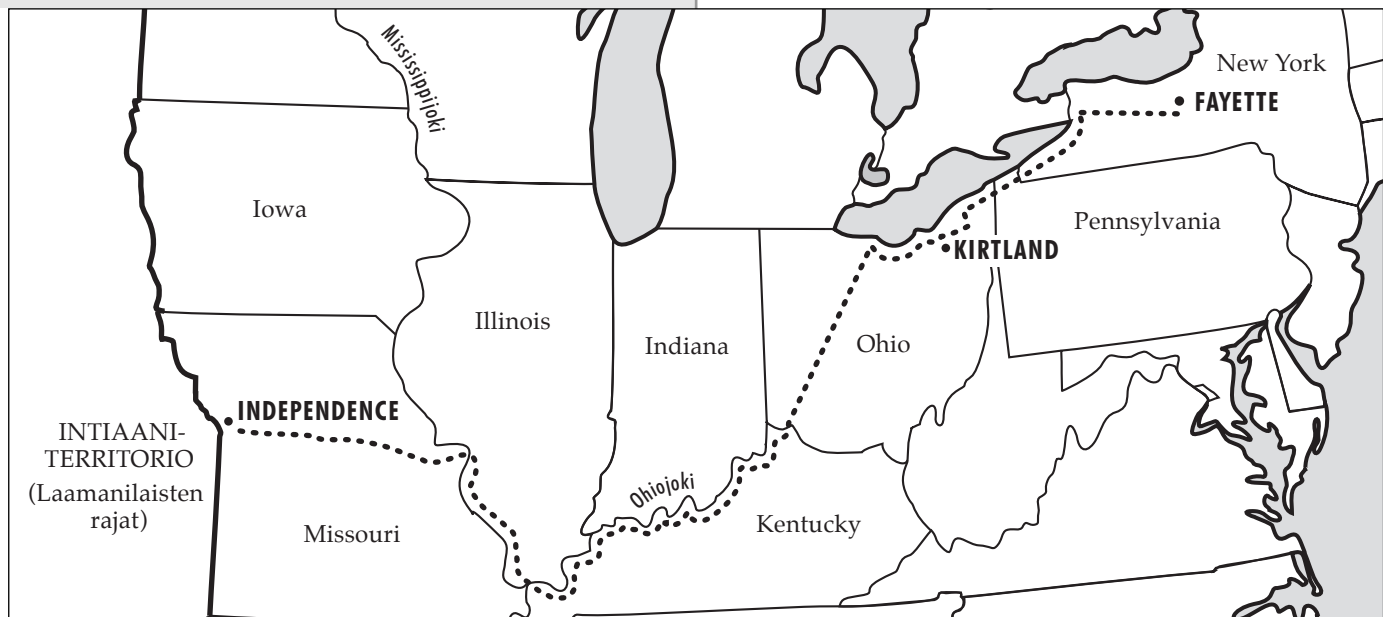 Mississippijoki
New York
FAYETTE
Iowa
Pennsylvania
KIRTLAND
Illinois
Indiana
Ohio
INDEPENDENCE
INTIAANI-
TERRITORIO
(Laamanilaisten
rajat)
Ohiojoki
Missouri
Kentucky